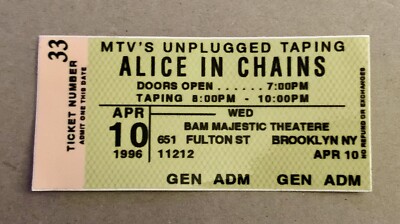 33
TICKET NUMBER
ADMIT ONE THIS DATE
MTV'S UNPLUGGED TAPING
ALICE IN CHAINS
DOORS OPEN . . . . . . 7:00PM
TAPING 8:00PM - 10:00PM
APR WED
10 BAM MAJESTIC THEATERE
651 FULTON ST BROOKLYN NY
1996 11212 APR 10
GEN ADM GEN ADM
NO REFUND OR EXCHANGES